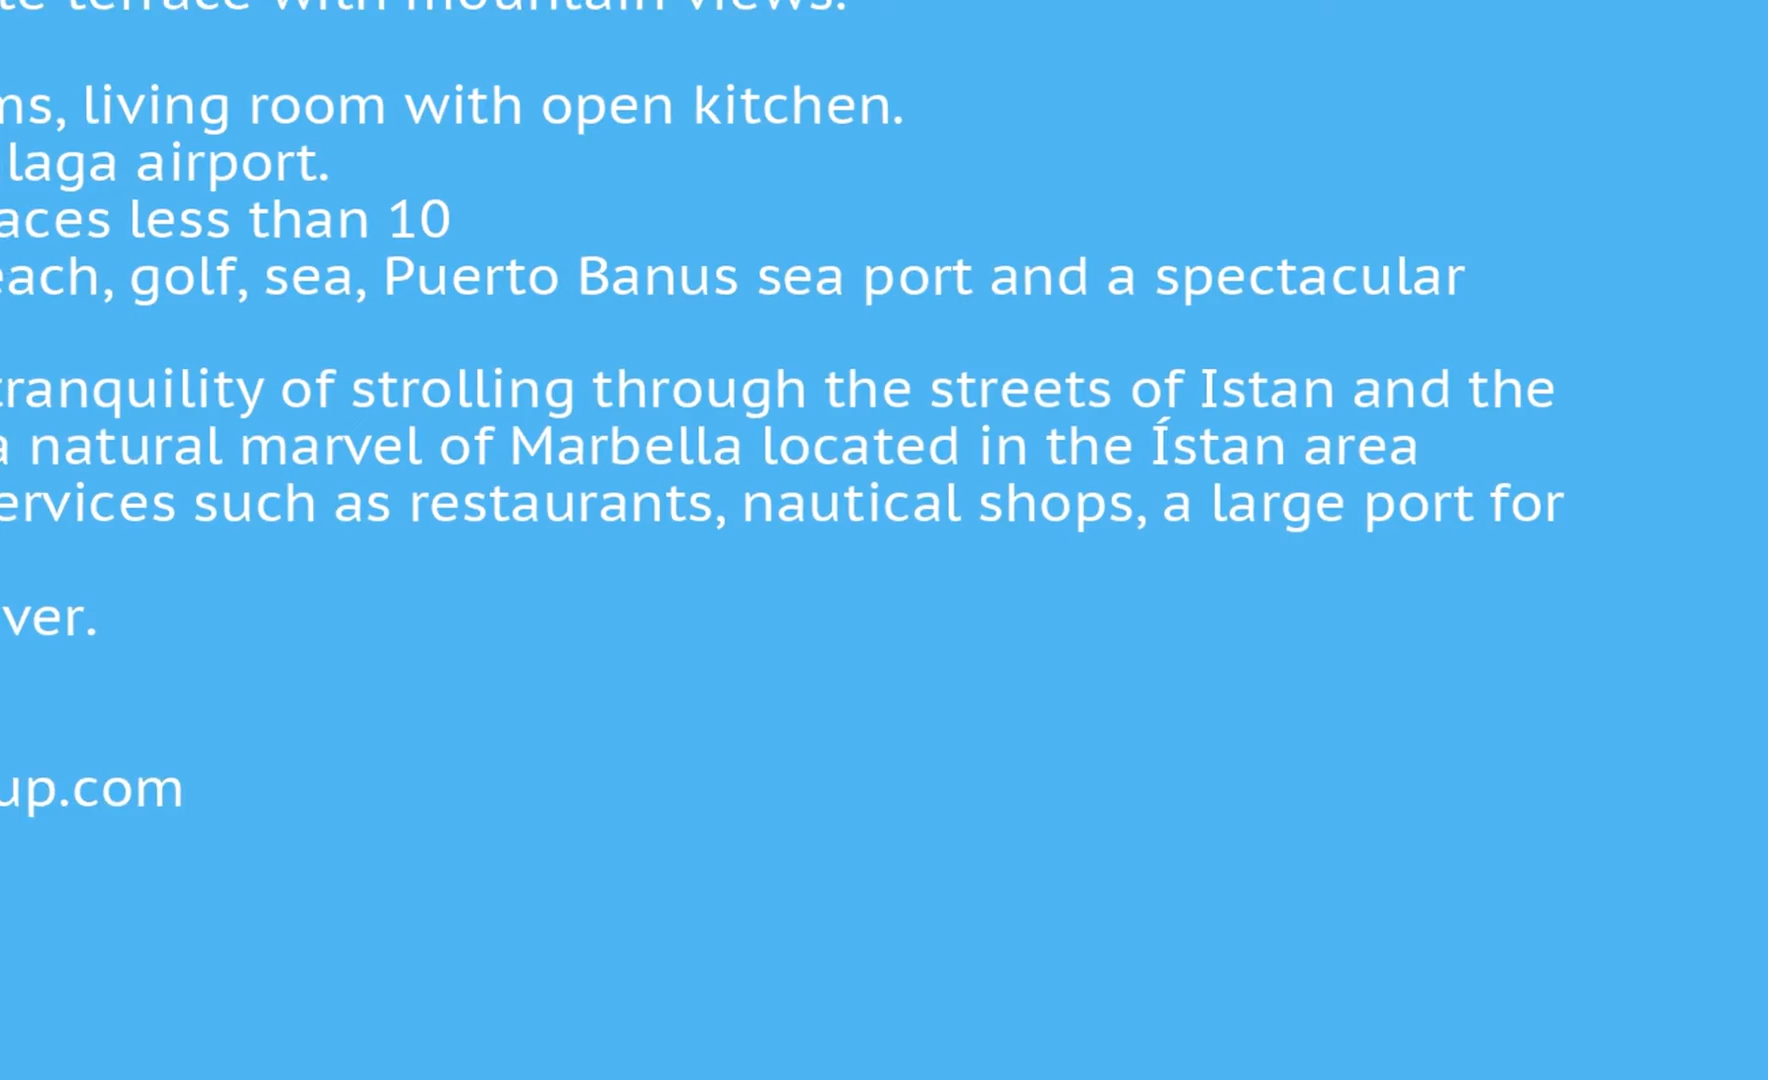 terrace with mountain views.
ms, living room with open kitchen.
laga airport.
aces less than 10
each, golf, sea, Puerto Banus sea port and a spectacular
tranquility of strolling through the streets of Istan and the
a natural marvel of Marbella located in the Ístan area
ervices such as restaurants, nautical shops, a large port for
ver.
up.com